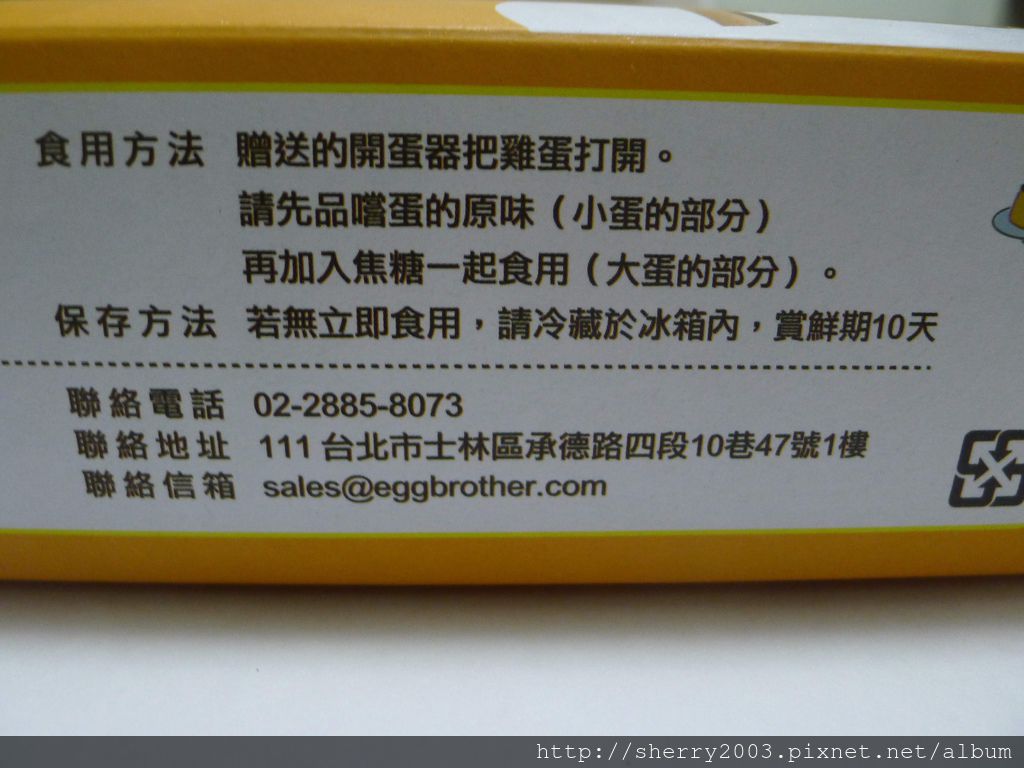 食用方法 贈送的開蛋器把雞蛋打開。
請先品嚐蛋的原味（小蛋的部分）
再加入焦糖一起食用（大蛋的部分）。
保存方法 若無立即食用，請冷藏於冰箱內，賞鮮期10天
聯絡電話 02-2885-8073
聯絡地址 111 台北市士林區承德路四段10巷47號1樓
聯絡信箱 sales@eggbrother.com
http://sherry2003.pixnet.net/album